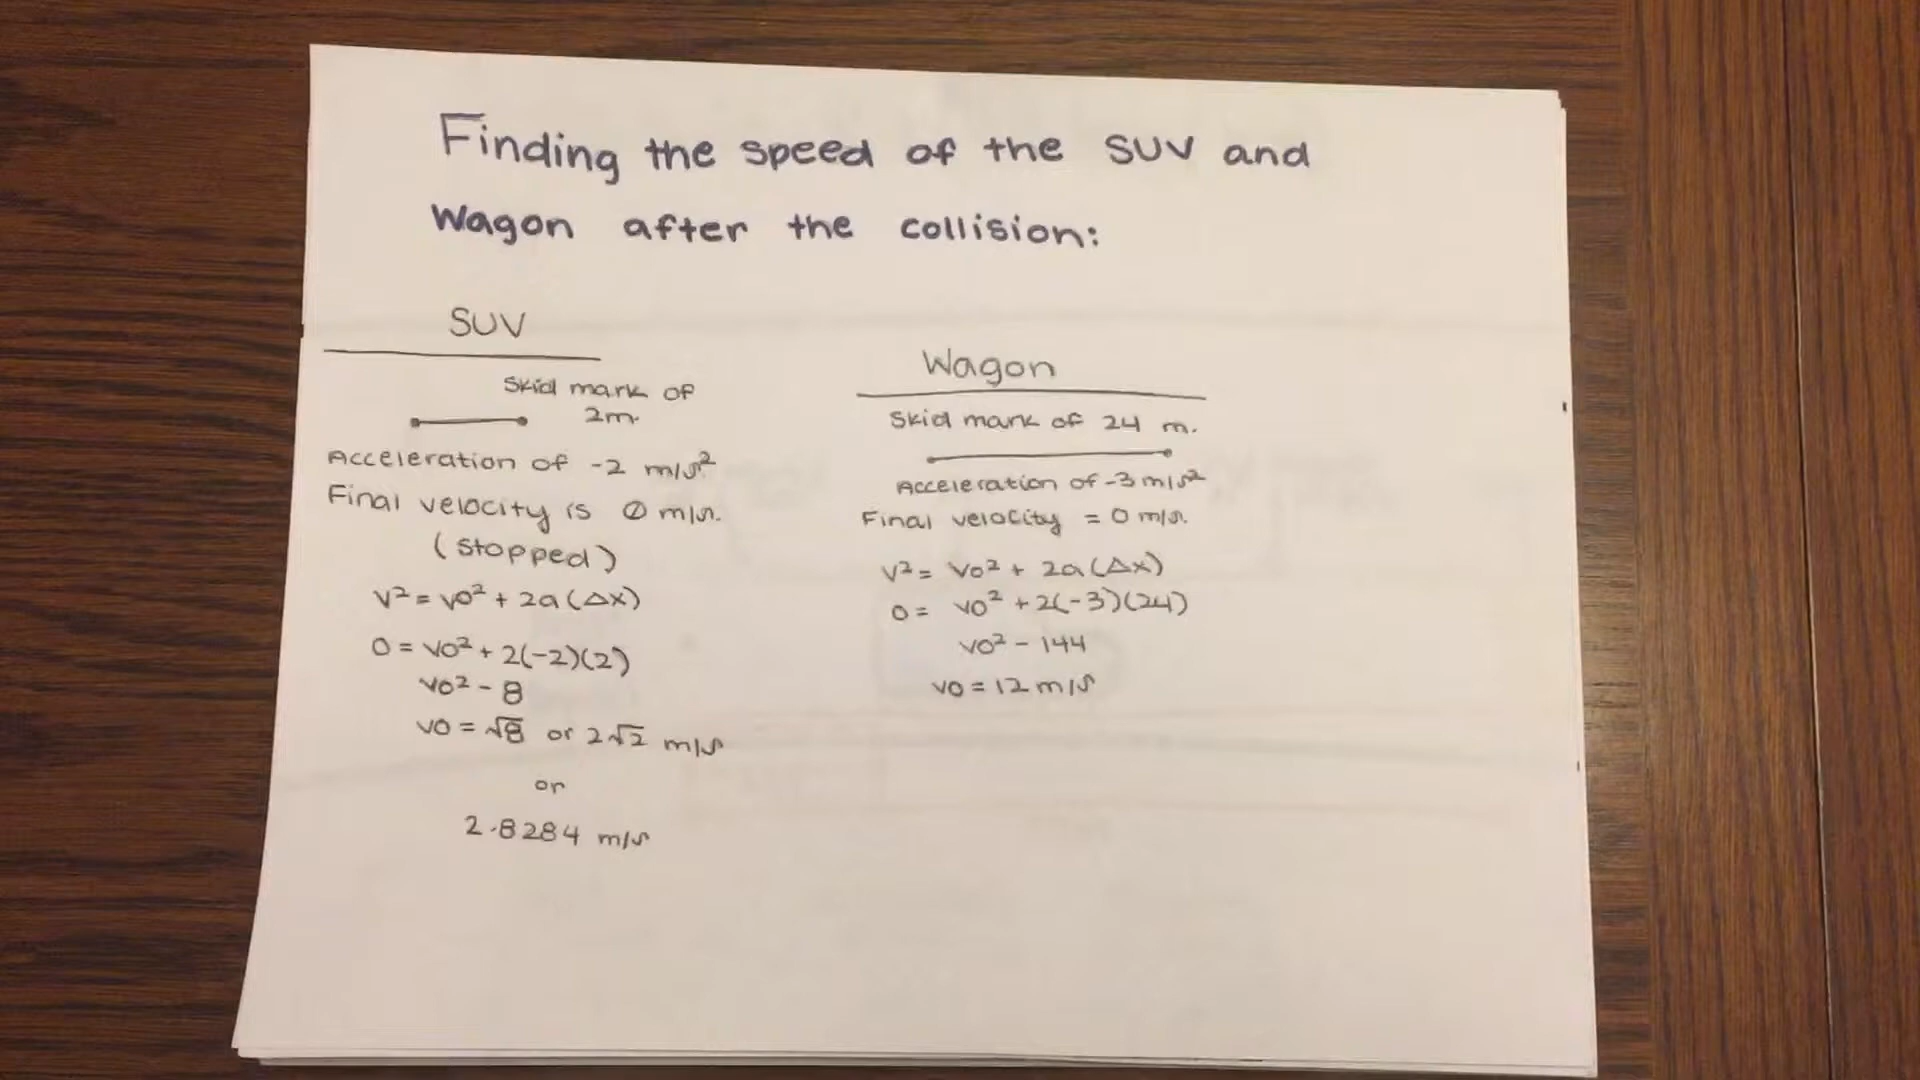 Finding the speed of the SUV and
Wagon after the collision:
SUV
Skid mark of
2m.
Acceleration of -2 m/s²
Final velocity is 0 m/s.
(stopped)
v² = vo² + 2a(Δx)
0 = vo² + 2(-2)(2)
vo² - 8
vo = √8 or 2√2 m/s
or
2.8284 m/s
Wagon
Skid mark of 24 m.
Acceleration of -3 m/s²
Final velocity = 0 m/s.
v² = vo² + 2a(Δx)
0 = vo² + 2(-3)(24)
vo² - 144
vo = 12 m/s